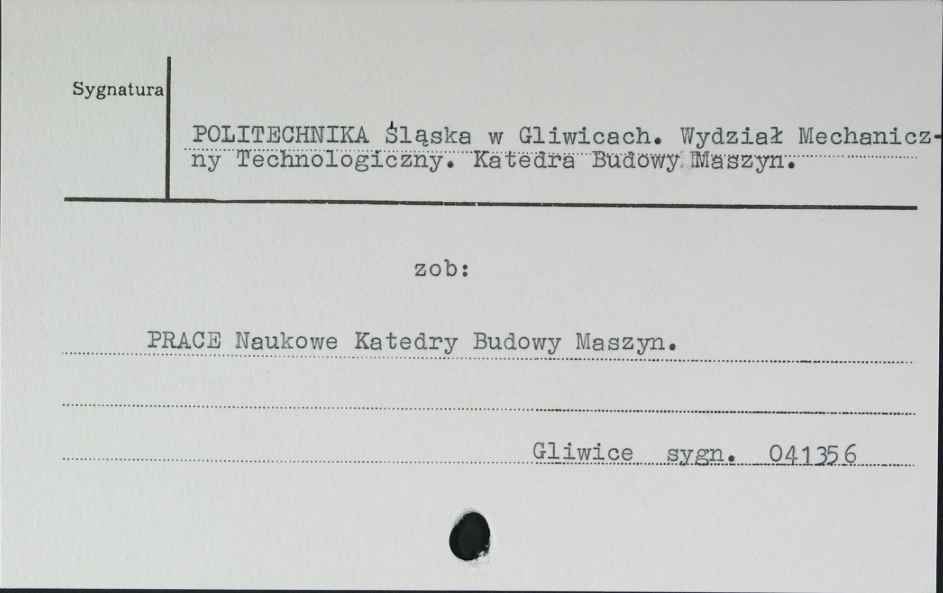 Sygnatura
POLITECHNIKA Śląska w Gliwicach. Wydział Mechanicz-
ny Technologiczny. Katedra Budowy Maszyn.
zob:
PRACE Naukowe Katedry Budowy Maszyn.
Gliwice sygn. 041356